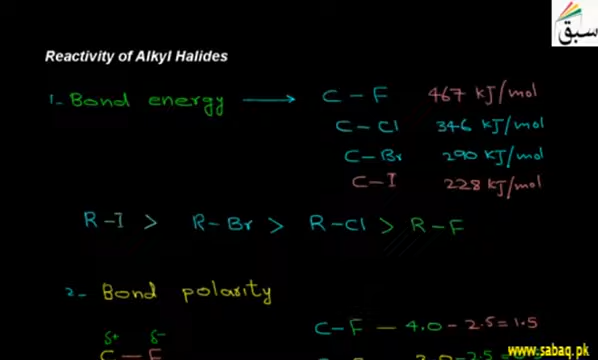 سبق
Reactivity of Alkyl Halides
1- Bond energy → C - F 467 kJ/mol
C - Cl 346 kJ/mol
C - Br 290 kJ/mol
C - I 228 kJ/mol
R - I > R - Br > R - Cl > R - F
2- Bond polarity
C - F - 4.0 - 2.5 = 1.5
δ+ δ-
C - F
www.sabaq.pk